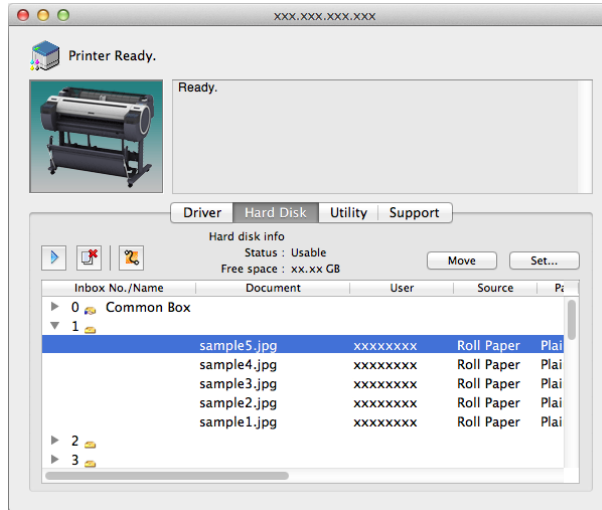 xxx.xxx.xxx.xxx
Printer Ready.
Ready.
Driver Hard Disk Utility Support
Hard disk info
Status : Usable
Free space : xx.xx GB
Move Set...
Inbox No./Name Document User Source Pa
0 Common Box
1
sample5.jpg xxxxxxxx Roll Paper Plai
sample4.jpg xxxxxxxx Roll Paper Plai
sample3.jpg xxxxxxxx Roll Paper Plai
sample2.jpg xxxxxxxx Roll Paper Plai
sample1.jpg xxxxxxxx Roll Paper Plai
2
3